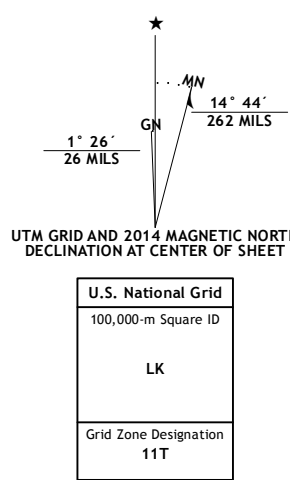 ★
MN
GN
1° 26´
26 MILS
14° 44´
262 MILS
UTM GRID AND 2014 MAGNETIC NORT
DECLINATION AT CENTER OF SHEET
U.S. National Grid
100,000-m Square ID
LK
Grid Zone Designation
11T